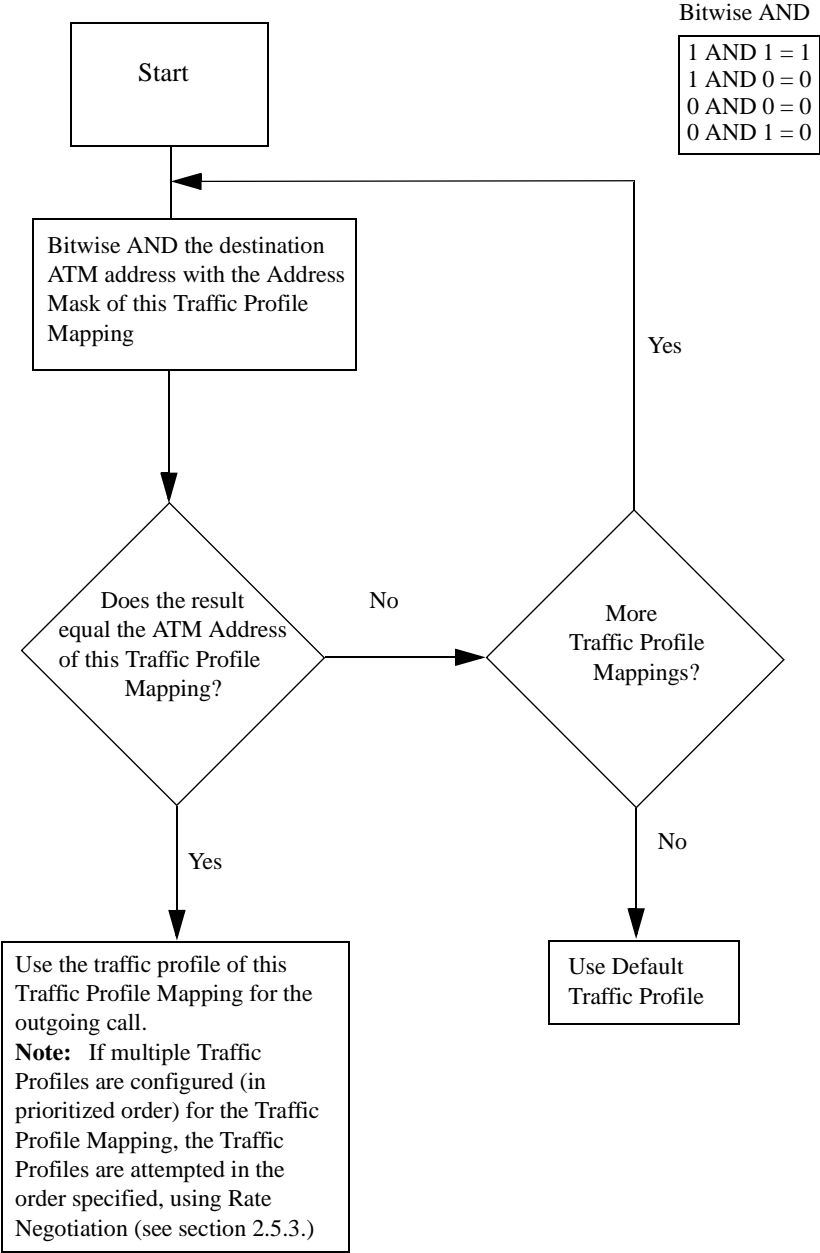 Bitwise AND
1 AND 1 = 1
1 AND 0 = 0
0 AND 0 = 0
0 AND 1 = 0
Start
Bitwise AND the destination
ATM address with the Address
Mask of this Traffic Profile
Mapping
Yes
Does the result
equal the ATM Address
of this Traffic Profile
Mapping?
No
More
Traffic Profile
Mappings?
Yes
No
Use the traffic profile of this
Traffic Profile Mapping for the
outgoing call.
Note: If multiple Traffic
Profiles are configured (in
prioritized order) for the Traffic
Profile Mapping, the Traffic
Profiles are attempted in the
order specified, using Rate
Negotiation (see section 2.5.3.)
Use Default
Traffic Profile